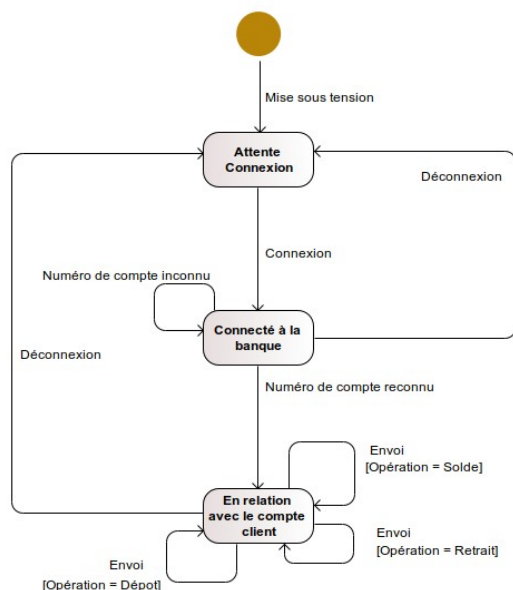 Mise sous tension
Attente
Connexion
Déconnexion
Connexion
Numéro de compte inconnu
Connecté à la
banque
Déconnexion
Numéro de compte reconnu
Envoi
[Opération = Solde]
En relation
avec le compte
client
Envoi
[Opération = Retrait]
Envoi
[Opération = Dépot]